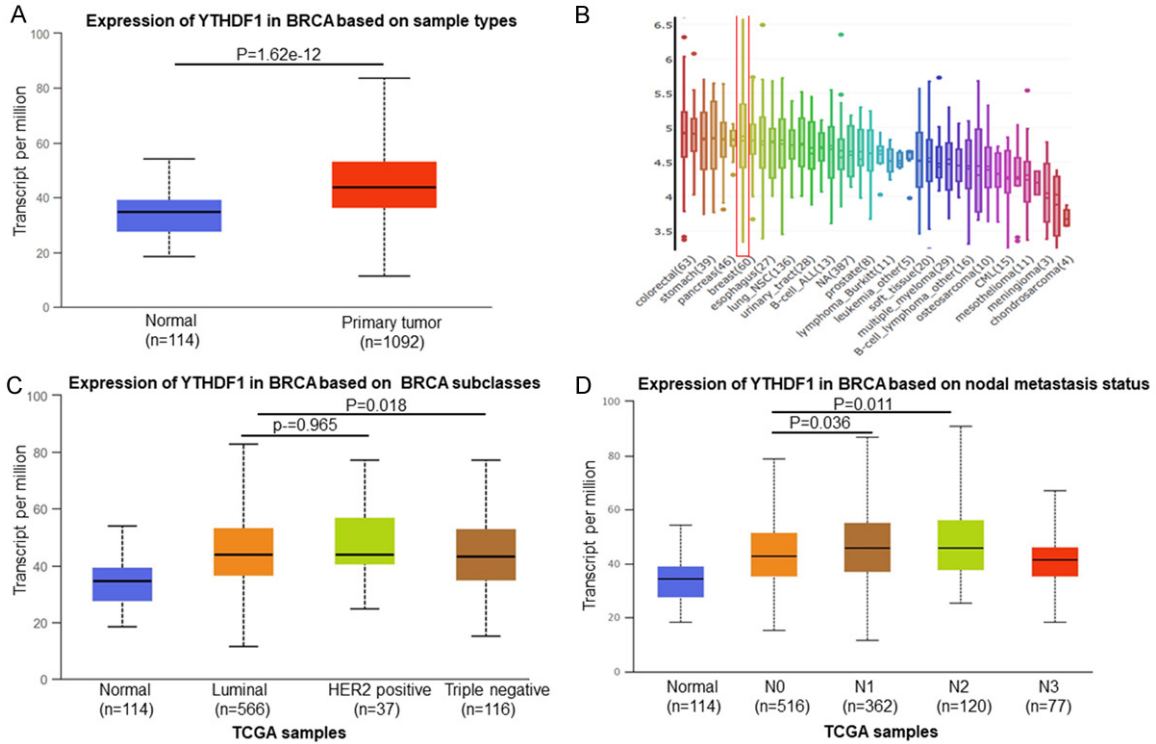 A
Expression of YTHDF1 in BRCA based on sample types
Transcript per million
100
80
60
40
20
0
P=1.62e-12
Normal
(n=114)
Primary tumor
(n=1092)
B
6.5
6
5.5
5
4.5
4
3.5
colorectal(63)
stomach(39)
pancreas(46)
breast(60)
esophagus(27)
lung_NSC(136)
urinary_tract(28)
B-cell_ALL(13)
NA(387)
prostate(8)
lymphoma_Burkitt(11)
leukemia_other(5)
soft_tissue(20)
multiple_myeloma(29)
B-cell_lymphoma_other(16)
osteosarcoma(10)
CML(15)
mesothelioma(11)
meningioma(3)
chondrosarcoma(4)
C
Expression of YTHDF1 in BRCA based on BRCA subclasses
Transcript per million
100
80
60
40
20
0
P=0.018
p-=0.965
Normal
(n=114)
Luminal
(n=566)
HER2 positive
(n=37)
Triple negative
(n=116)
TCGA samples
D
Expression of YTHDF1 in BRCA based on nodal metastasis status
Transcript per million
100
80
60
40
20
0
P=0.011
P=0.036
Normal
(n=114)
N0
(n=516)
N1
(n=362)
N2
(n=120)
N3
(n=77)
TCGA samples